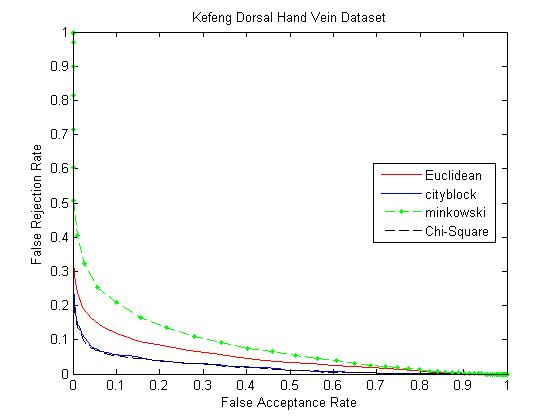 Kefeng Dorsal Hand Vein Dataset
1
0.9
0.8
0.7
0.6
0.5
0.4
0.3
0.2
0.1
0
False Rejection Rate
Euclidean
cityblock
minkowski
Chi-Square
0 0.1 0.2 0.3 0.4 0.5 0.6 0.7 0.8 0.9 1
False Acceptance Rate